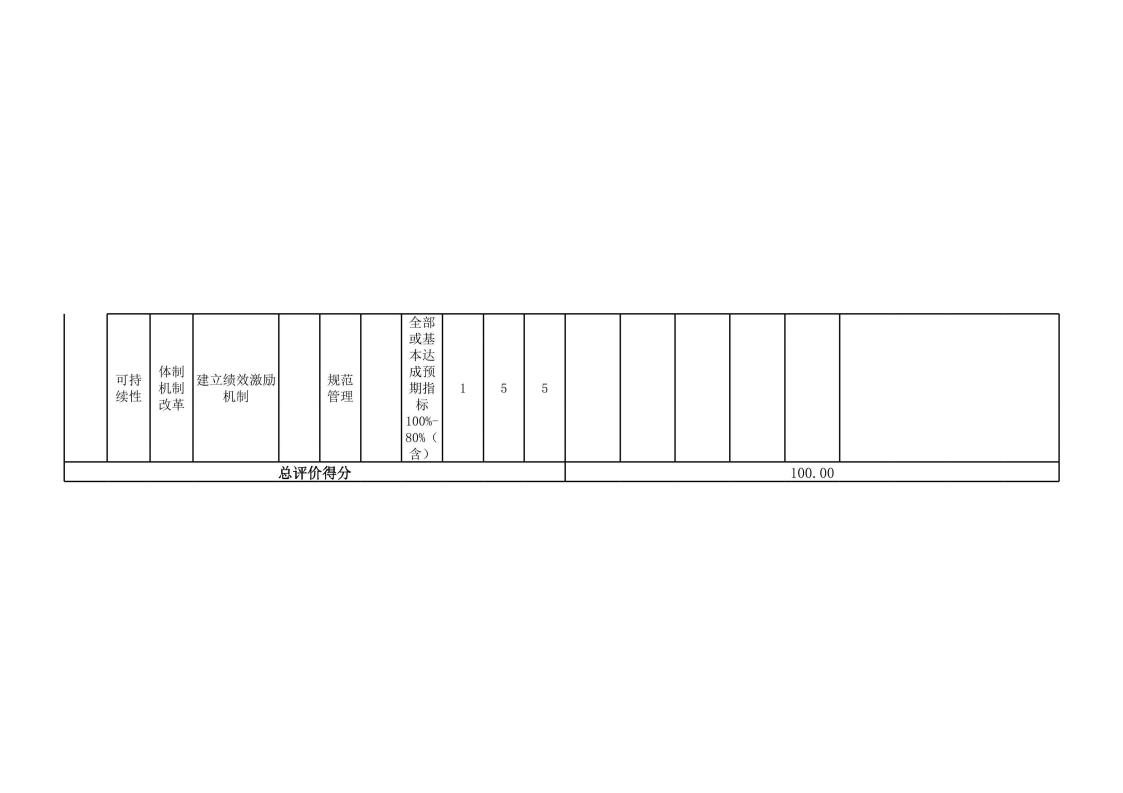 可持
续性
体制
机制
改革
建立绩效激励
机制
规范
管理
全部
或基
本达
成预
期指
标
100%-
80%（
含）
1
5
5
总评价得分
100.00